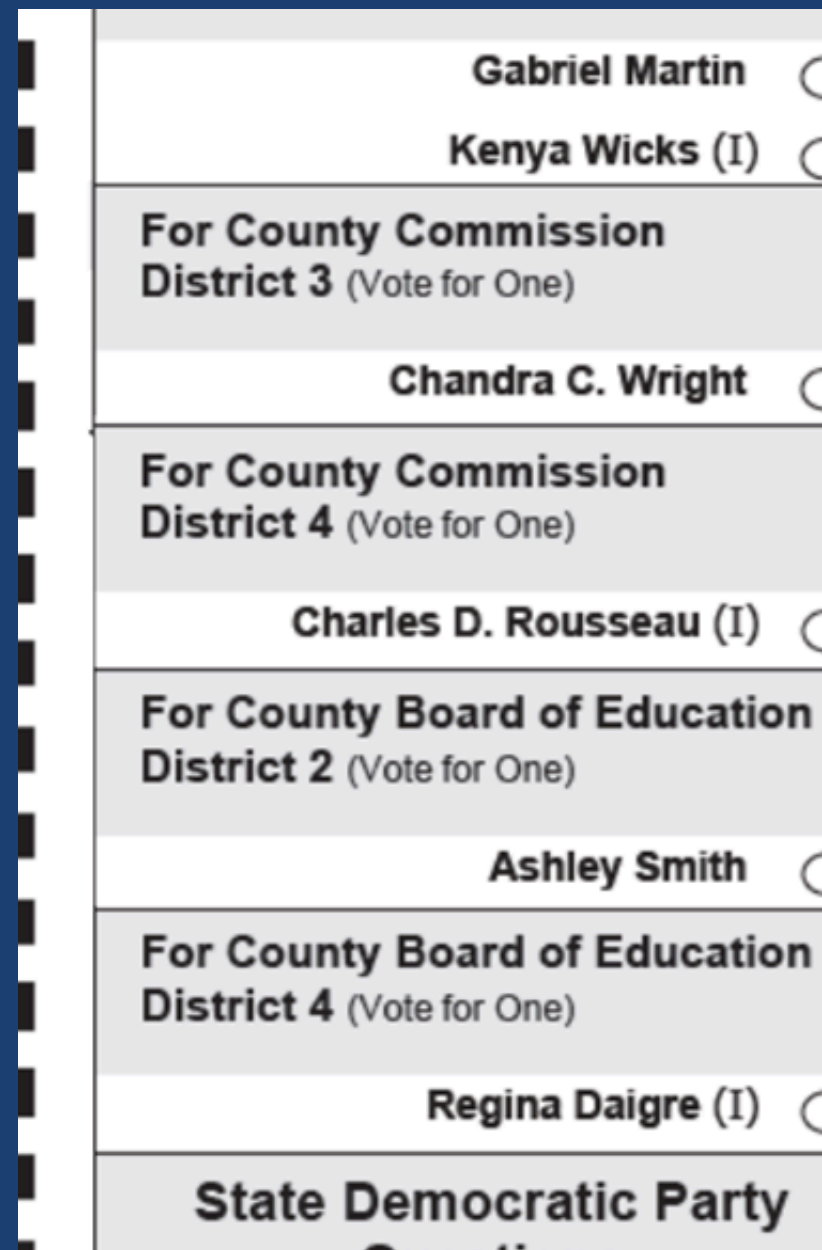 Gabriel Martin
Kenya Wicks (I)
For County Commission
District 3 (Vote for One)
Chandra C. Wright
For County Commission
District 4 (Vote for One)
Charles D. Rousseau (I)
For County Board of Education
District 2 (Vote for One)
Ashley Smith
For County Board of Education
District 4 (Vote for One)
Regina Daigre (I)
State Democratic Party